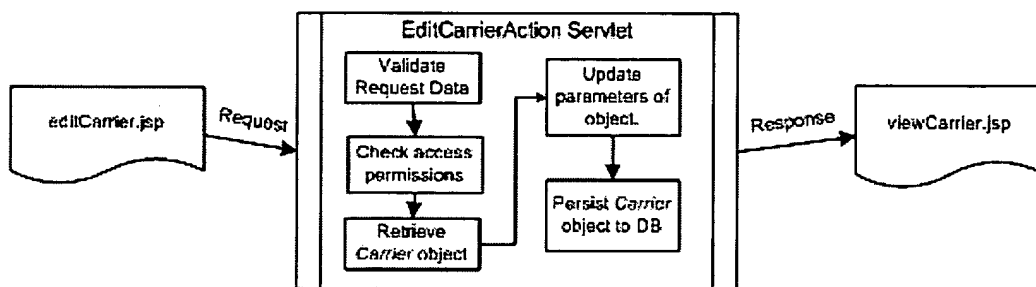 EditCarrierAction Servlet
editCarrier.jsp
Request
Validate
Request Data
Check access
permissions
Retrieve
Carrier object
Update
parameters of
object.
Persist Carrier
object to DB
Response
viewCarrier.jsp